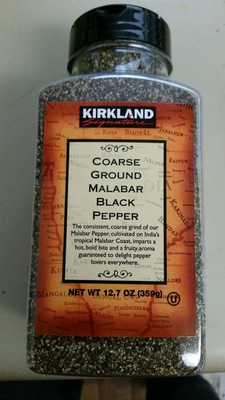 KIRKLAND
Signature
COARSE
GROUND
MALABAR
BLACK
PEPPER
The consistent, coarse grind of our
Malabar Pepper, cultivated on India's
tropical Malabar Coast, imparts a
hot, bold bite and a fruity aroma
guaranteed to delight pepper
lovers everywhere.
NET WT 12.7 OZ (359g)
U